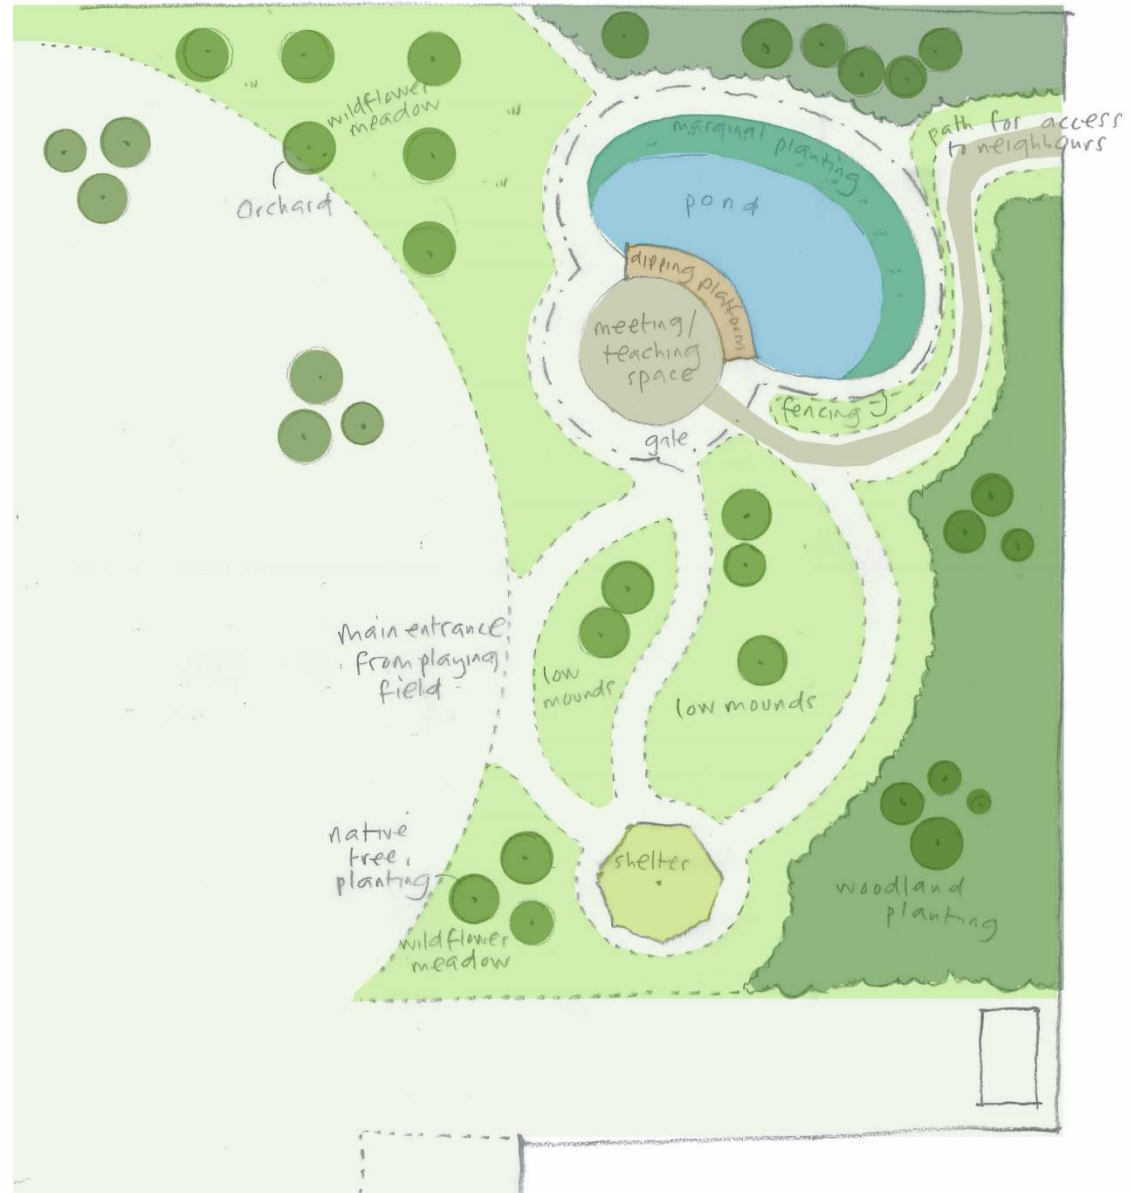 wildflower
meadow
Orchard
marginal planting
pond
path for access
to neighbours
dipping platform
meeting/
teaching
space
fencing
gate
main entrance
from playing
field
low
mounds
low mounds
native
tree
planting
wildflower
meadow
shelter
woodland
planting